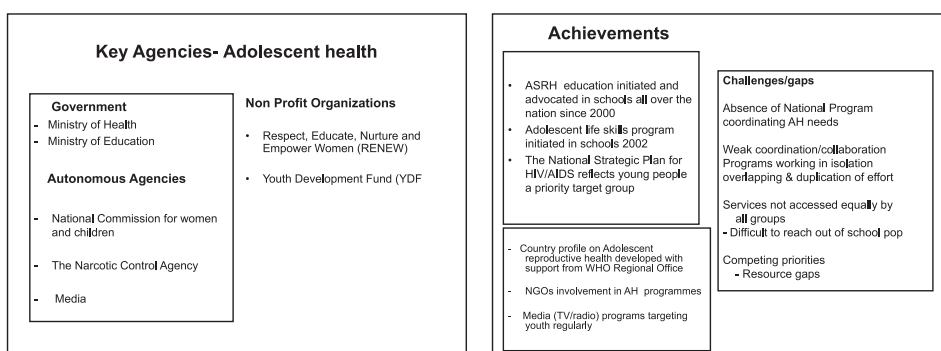 Key Agencies- Adolescent health
Government
- Ministry of Health
- Ministry of Education
Autonomous Agencies
- National Commission for women
and children
- The Narcotic Control Agency
- Media
Non Profit Organizations
• Respect, Educate, Nurture and
Empower Women (RENEW)
• Youth Development Fund (YDF
Achievements
• ASRH education initiated and
advocated in schools all over the
nation since 2000
• Adolescent life skills program
initiated in schools 2002
• The National Strategic Plan for
HIV/AIDS reflects young people
a priority target group
- Country profile on Adolescent
reproductive health developed with
support from WHO Regional Office
- NGOs involvement in AH programmes
- Media (TV/radio) programs targeting
youth regularly
Challenges/gaps
Absence of National Program
coordinating AH needs
Weak coordination/collaboration
Programs working in isolation
overlapping & duplication of effort
Services not accessed equally by
all groups
- Difficult to reach out of school pop
Competing priorities
- Resource gaps